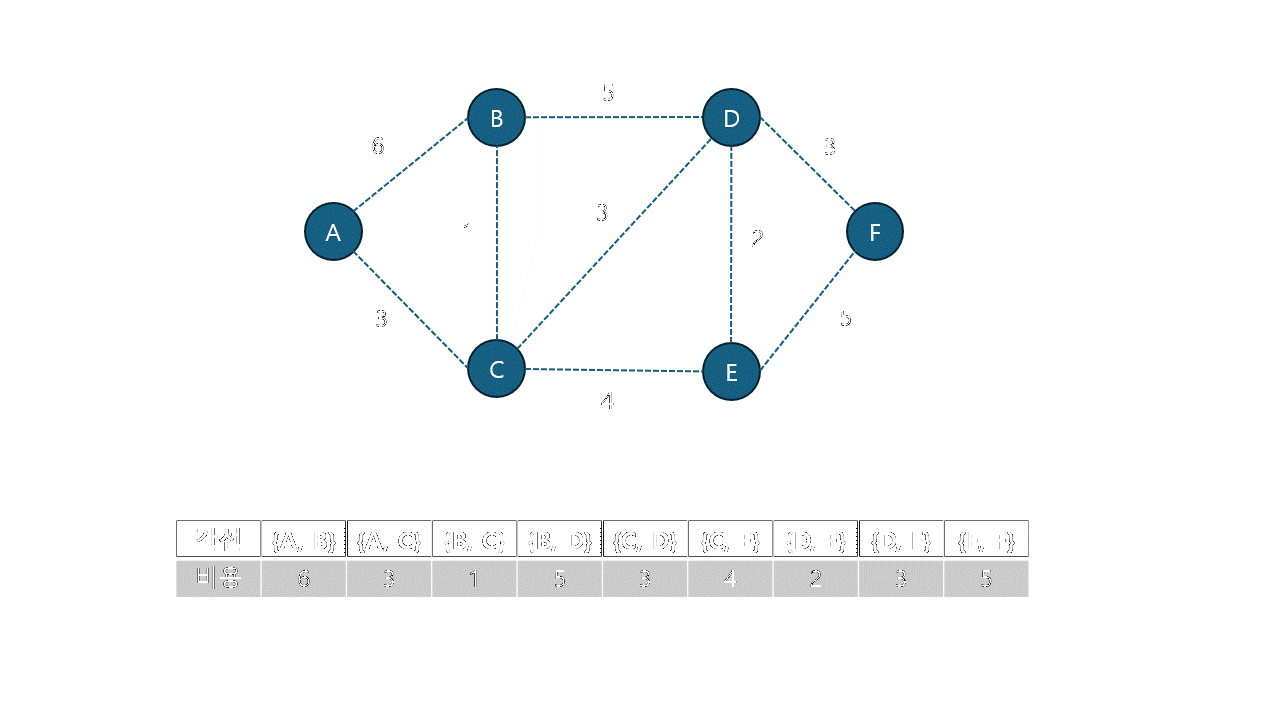 5
B
D
6
3
3
A
1
2
F
3
5
C
E
4
간선 {A, B} {A, C} {B, C} {B, D} {C, D} {C, E} {D, E} {D, F} {E, F}
비용 6 3 1 5 3 4 2 3 5